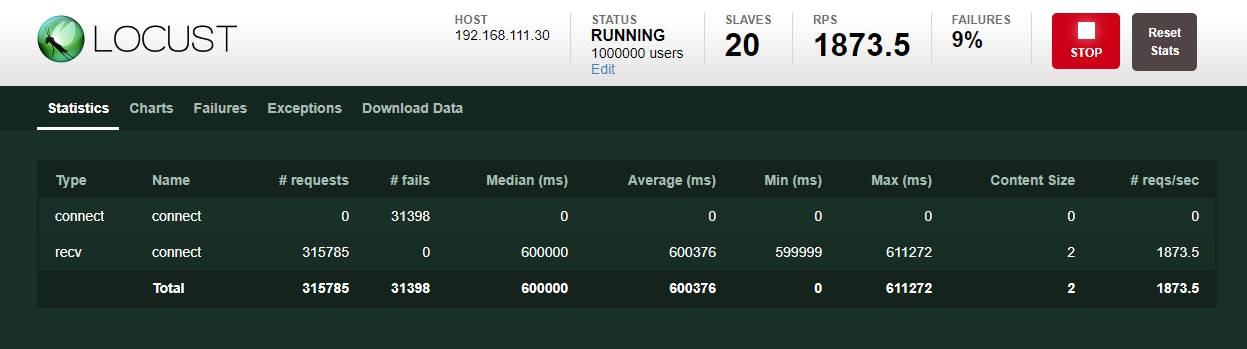 LOCUST
HOST
192.168.111.30
STATUS
RUNNING
1000000 users
Edit
SLAVES
20
RPS
1873.5
FAILURES
9%
STOP
Reset
Stats
Statistics Charts Failures Exceptions Download Data
Type Name # requests # fails Median (ms) Average (ms) Min (ms) Max (ms) Content Size # reqs/sec
connect connect 0 31398 0 0 0 0 0 0
recv connect 315785 0 600000 600376 599999 611272 2 1873.5
Total 315785 31398 600000 600376 0 611272 2 1873.5